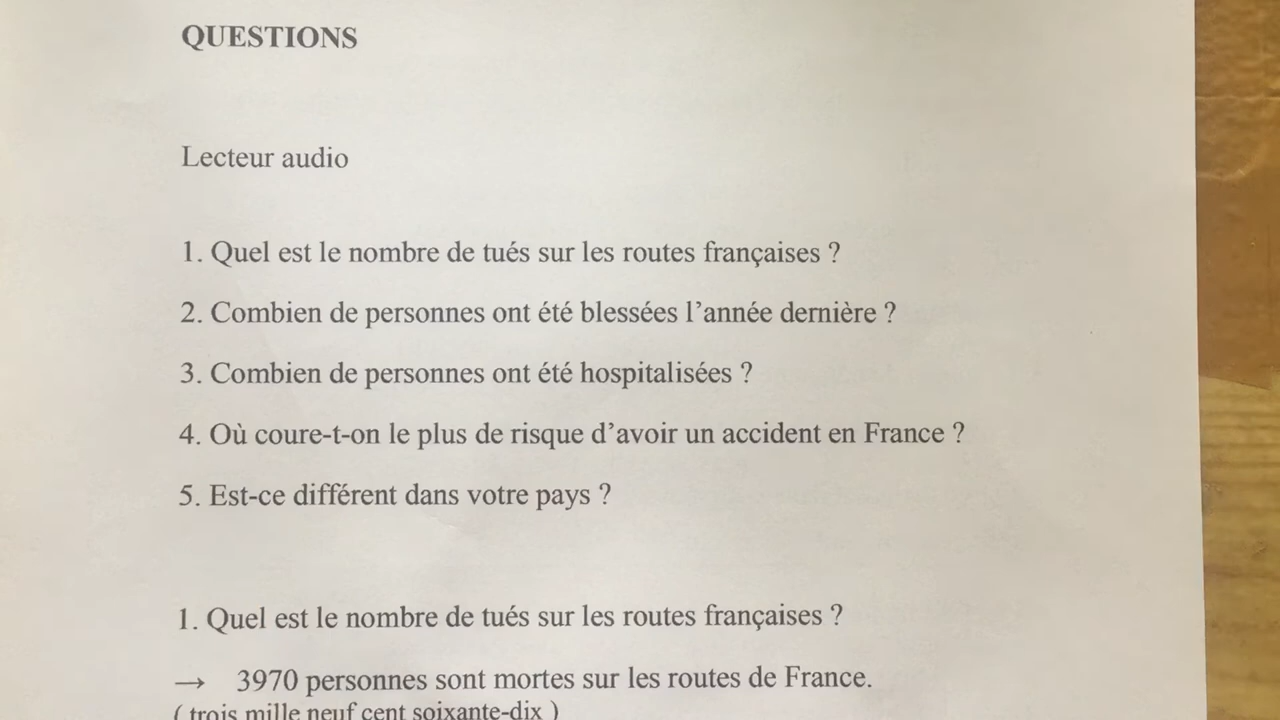 QUESTIONS
Lecteur audio
1. Quel est le nombre de tués sur les routes françaises ?
2. Combien de personnes ont été blessées l’année dernière ?
3. Combien de personnes ont été hospitalisées ?
4. Où coure-t-on le plus de risque d’avoir un accident en France ?
5. Est-ce différent dans votre pays ?
1. Quel est le nombre de tués sur les routes françaises ?
→ 3970 personnes sont mortes sur les routes de France.
( trois mille neuf cent soixante-dix )